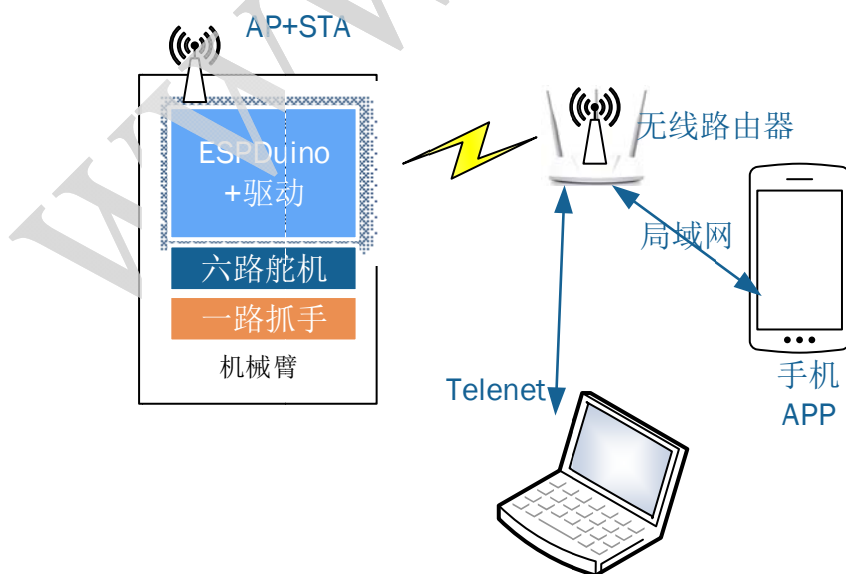 AP+STA
ESPDuino
+驱动
六路舵机
一路抓手
机械臂
无线路由器
局域网
手机
APP
Telenet
WWW